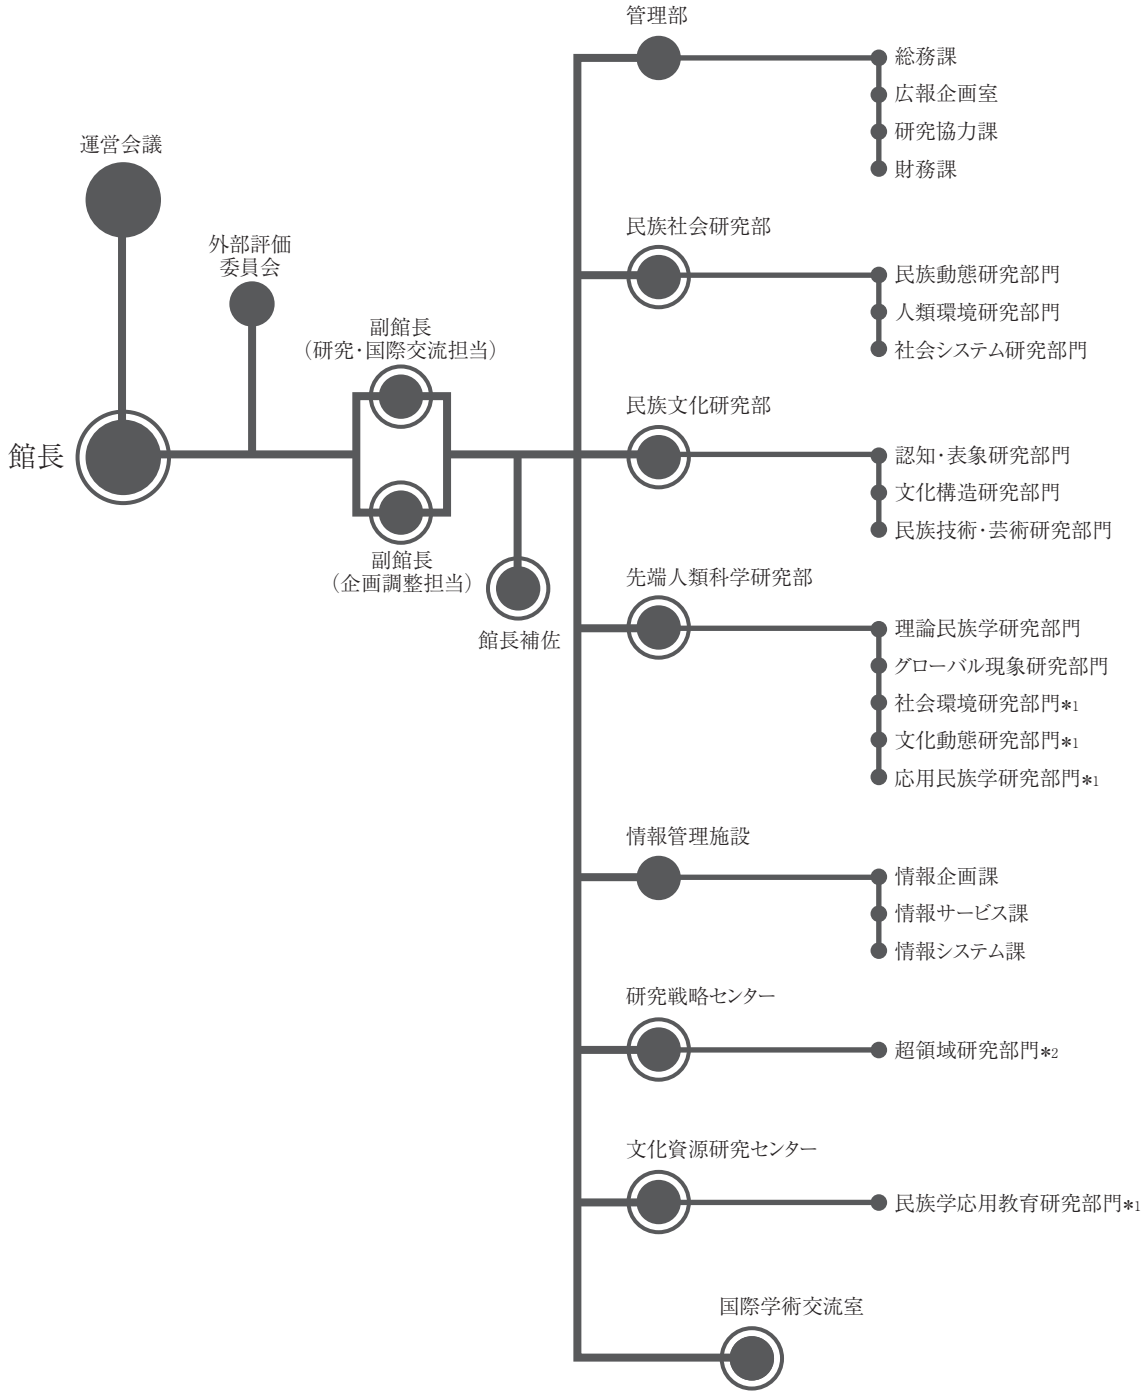 運営会議
外部評価
委員会
館長
副館長
（研究・国際交流担当）
副館長
（企画調整担当）
館長補佐
管理部
総務課
広報企画室
研究協力課
財務課
民族社会研究部
民族動態研究部門
人類環境研究部門
社会システム研究部門
民族文化研究部
認知・表象研究部門
文化構造研究部門
民族技術・芸術研究部門
先端人類科学研究部
理論民族学研究部門
グローバル現象研究部門
社会環境研究部門*1
文化動態研究部門*1
応用民族学研究部門*1
情報管理施設
情報企画課
情報サービス課
情報システム課
研究戦略センター
超領域研究部門*2
文化資源研究センター
民族学応用教育研究部門*1
国際学術交流室